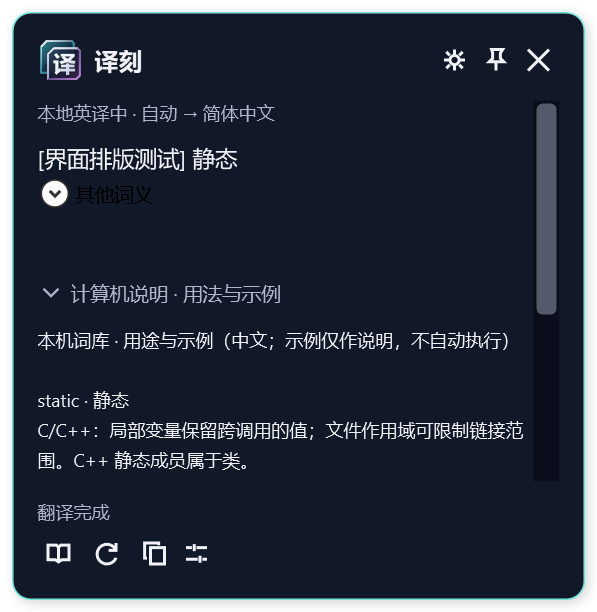 译 译刻
本地英译中 · 自动 → 简体中文
[界面排版测试] 静态
其他词义
计算机说明 · 用法与示例
本机词库 · 用途与示例（中文；示例仅作说明，不自动执行）
static · 静态
C/C++：局部变量保留跨调用的值；文件作用域可限制链接范
围。C++ 静态成员属于类。
翻译完成